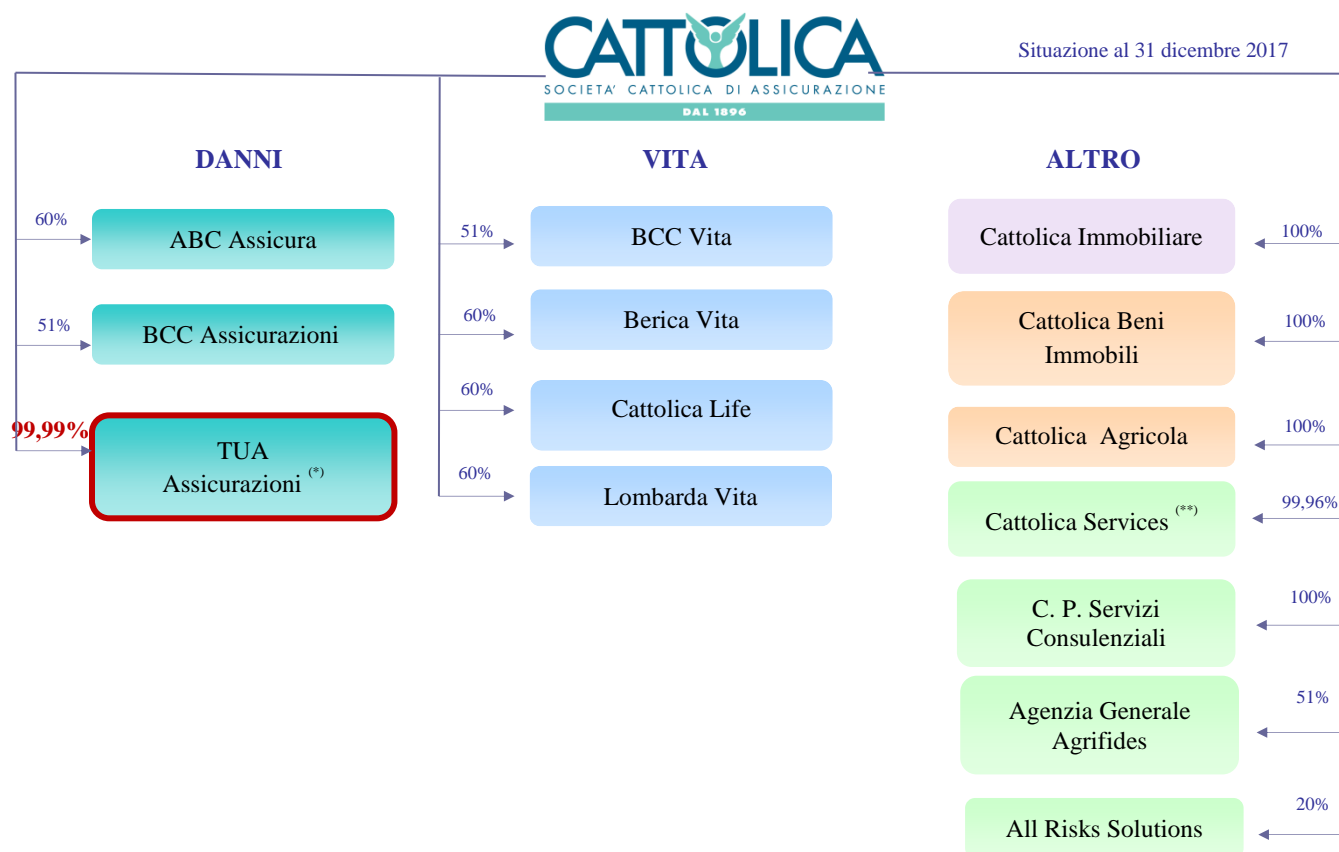 CATTOLICA
SOCIETA' CATTOLICA DI ASSICURAZIONE
DAL 1896
Situazione al 31 dicembre 2017
DANNI
60%
ABC Assicura
51%
BCC Assicurazioni
99,99%
TUA
Assicurazioni (*)
VITA
51%
BCC Vita
60%
Berica Vita
60%
Cattolica Life
60%
Lombarda Vita
ALTRO
Cattolica Immobiliare
100%
Cattolica Beni
Immobili
100%
Cattolica Agricola
100%
Cattolica Services (**)
99,96%
C. P. Servizi
Consulenziali
100%
Agenzia Generale
Agrifides
51%
All Risks Solutions
20%